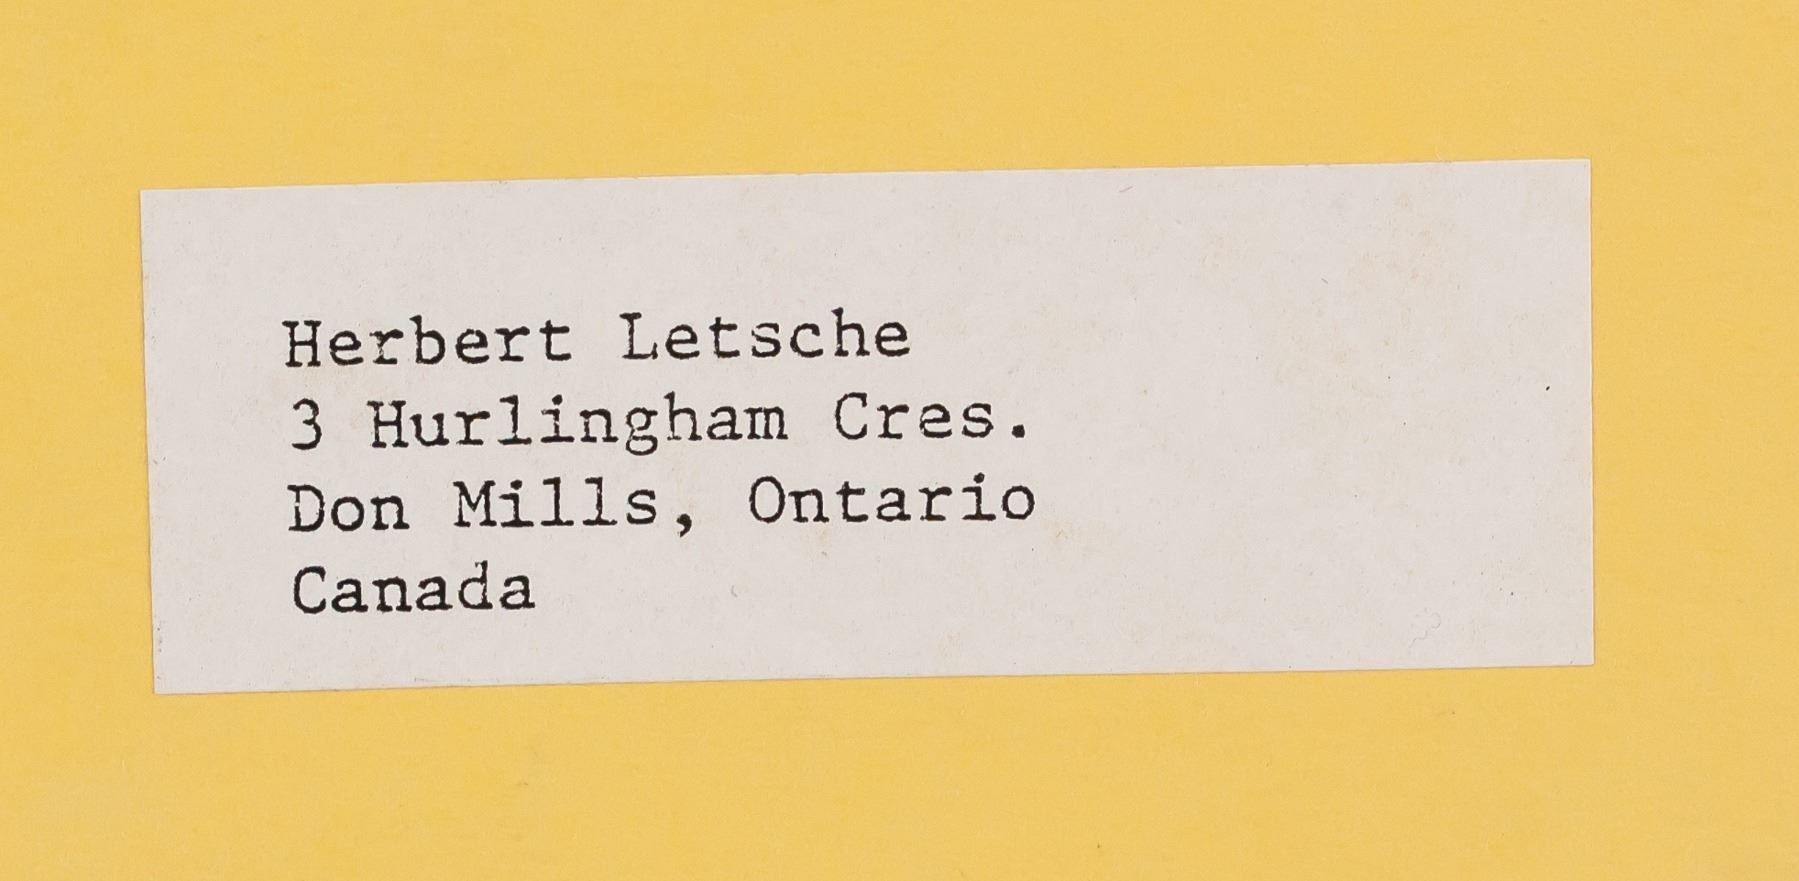 Herbert Letsche
3 Hurlingham Cres.
Don Mills, Ontario
Canada